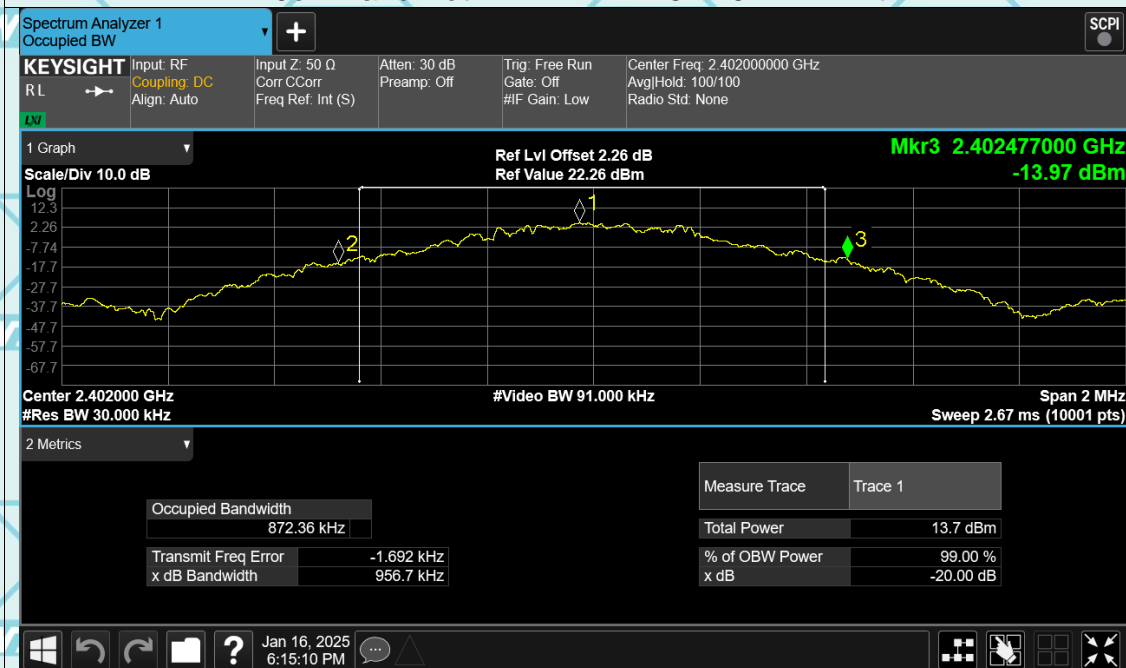 Spectrum Analyzer 1
Occupied BW
+
SCPI
KEYSIGHT Input: RF Input Z: 50 Ω Atten: 30 dB Trig: Free Run Center Freq: 2.402000000 GHz
RL Coupling: DC Corr CCorr Preamp: Off Gate: Off Avg|Hold: 100/100
Align: Auto Freq Ref: Int (S) #IF Gain: Low Radio Std: None
LXI
1 Graph Ref Lvl Offset 2.26 dB Mkr3 2.402477000 GHz
Scale/Div 10.0 dB Ref Value 22.26 dBm -13.97 dBm
Log
12.3
2.26
-7.74
-17.7
-27.7
-37.7
-47.7
-57.7
-67.7
1
2
3
Center 2.402000 GHz #Video BW 91.000 kHz Span 2 MHz
#Res BW 30.000 kHz Sweep 2.67 ms (10001 pts)
2 Metrics
Measure Trace Trace 1
Occupied Bandwidth
872.36 kHz Total Power 13.7 dBm
Transmit Freq Error -1.692 kHz % of OBW Power 99.00 %
x dB Bandwidth 956.7 kHz x dB -20.00 dB
? Jan 16, 2025
6:15:10 PM